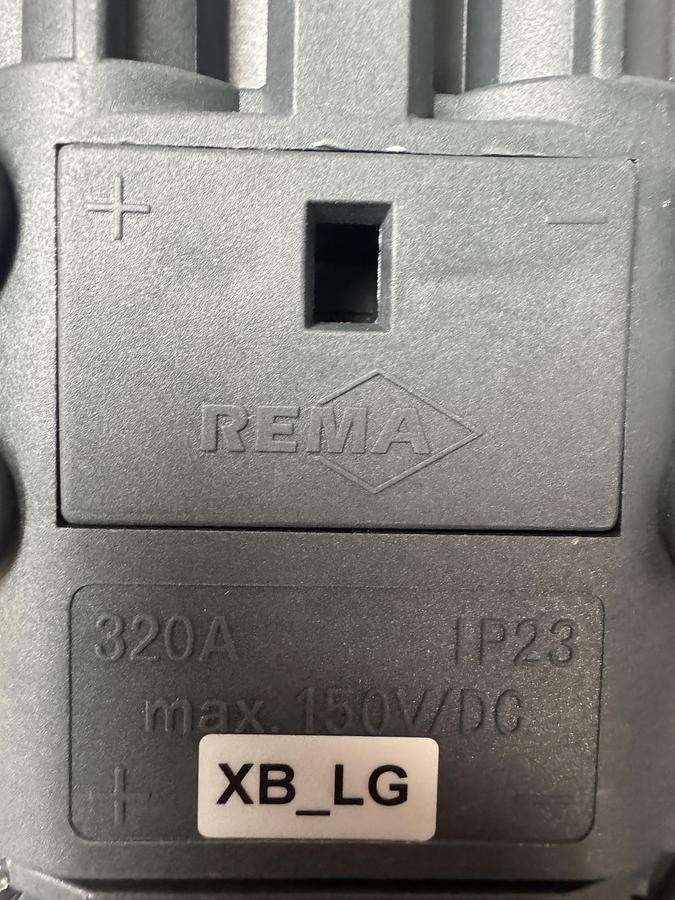 + −
REMA
320A IP23
max. 150V/DC
+ −
XB_LG